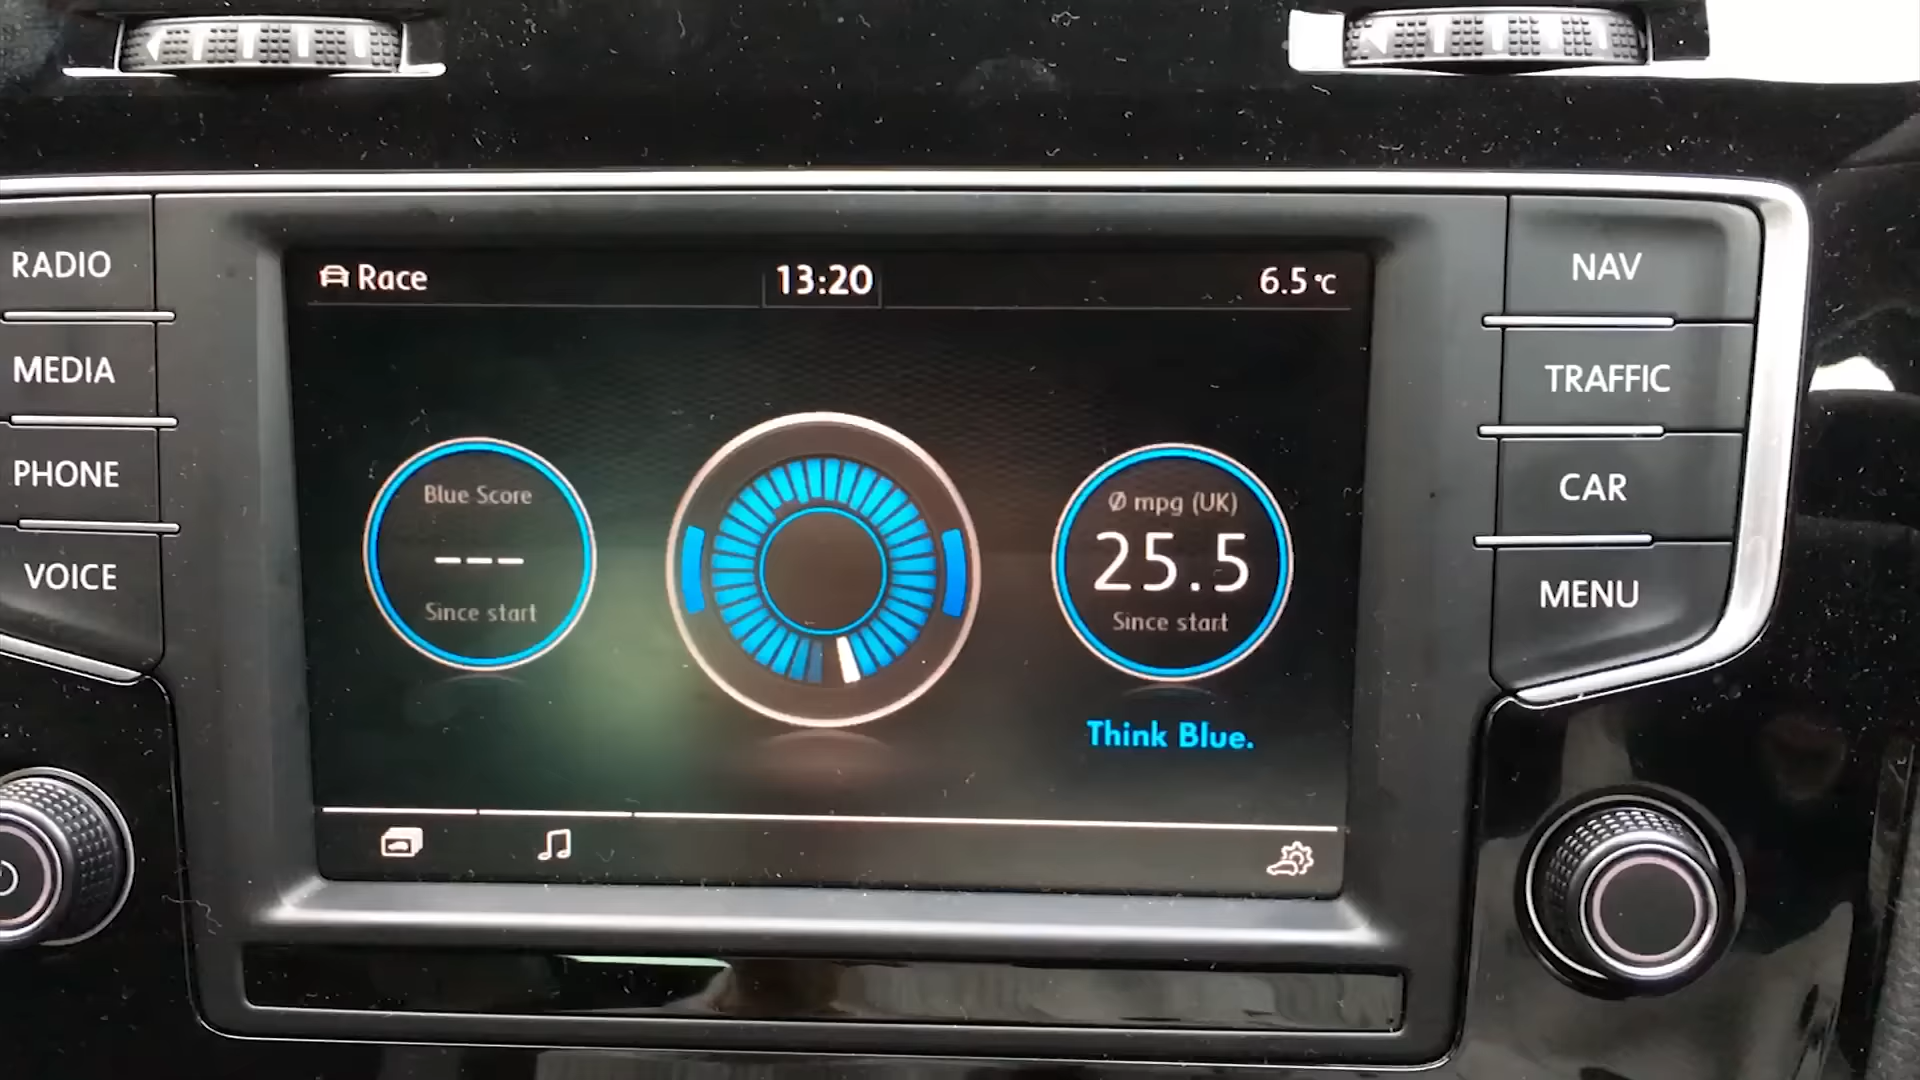 RADIO
MEDIA
PHONE
VOICE
Race
13:20
6.5 °C
Blue Score
---
Since start
Ø mpg (UK)
25.5
Since start
Think Blue.
NAV
TRAFFIC
CAR
MENU